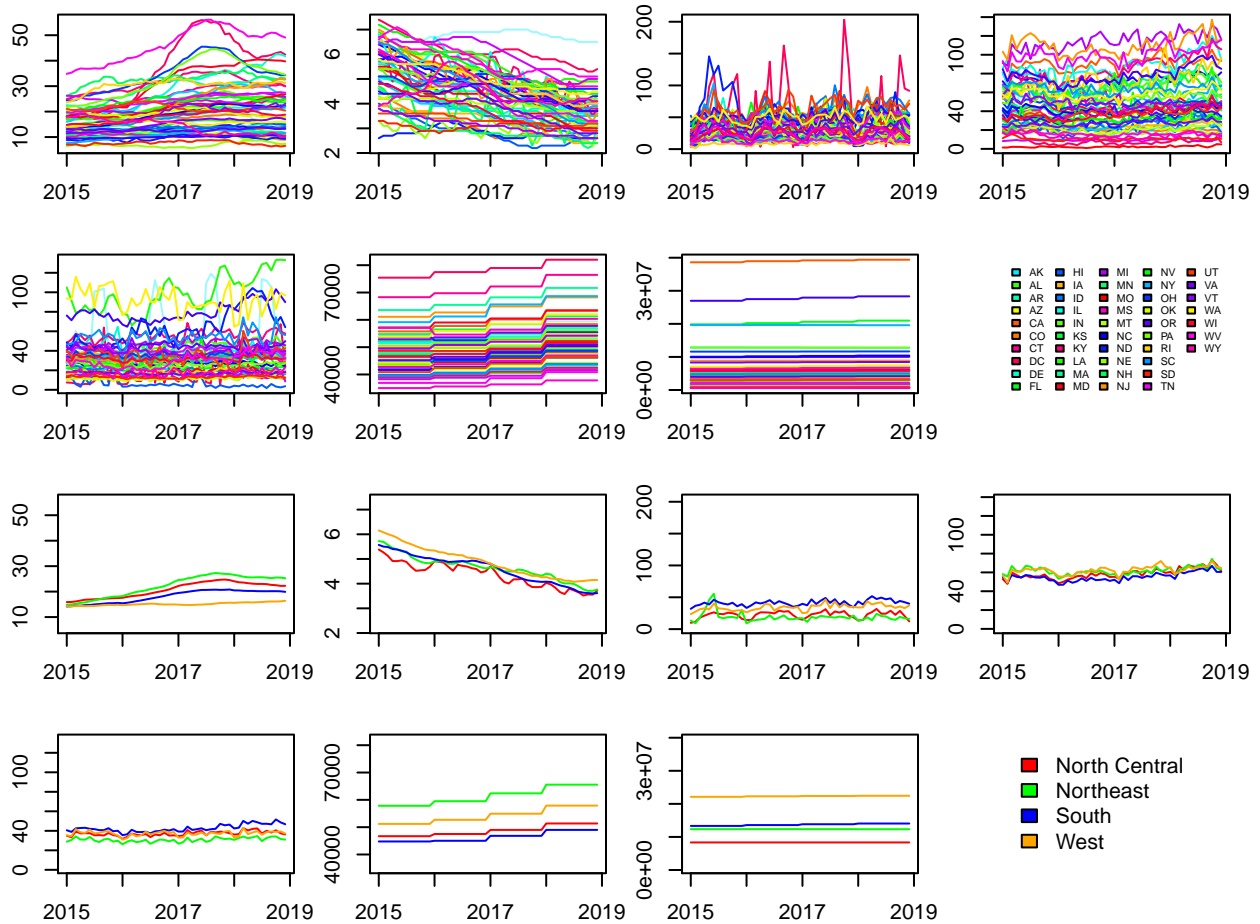 50
30
10
2015 2017 2019
6
4
2
2015 2017 2019
200
100
0
2015 2017 2019
100
40
0
2015 2017 2019
100
40
0
2015 2017 2019
70000
40000
2015 2017 2019
3e+07
0e+00
2015 2017 2019
AK HI MI NV UT
AL IA MN NY VA
AR ID MO OH VT
AZ IL MS OK WA
CA IN MT OR WI
CO KS NC PA WV
CT KY ND RI WY
DC LA NE SC
DE MA NH SD
FL MD NJ TN
50
30
10
2015 2017 2019
6
4
2
2015 2017 2019
200
100
0
2015 2017 2019
100
40
0
2015 2017 2019
100
40
0
2015 2017 2019
70000
40000
2015 2017 2019
3e+07
0e+00
2015 2017 2019
North Central
Northeast
South
West